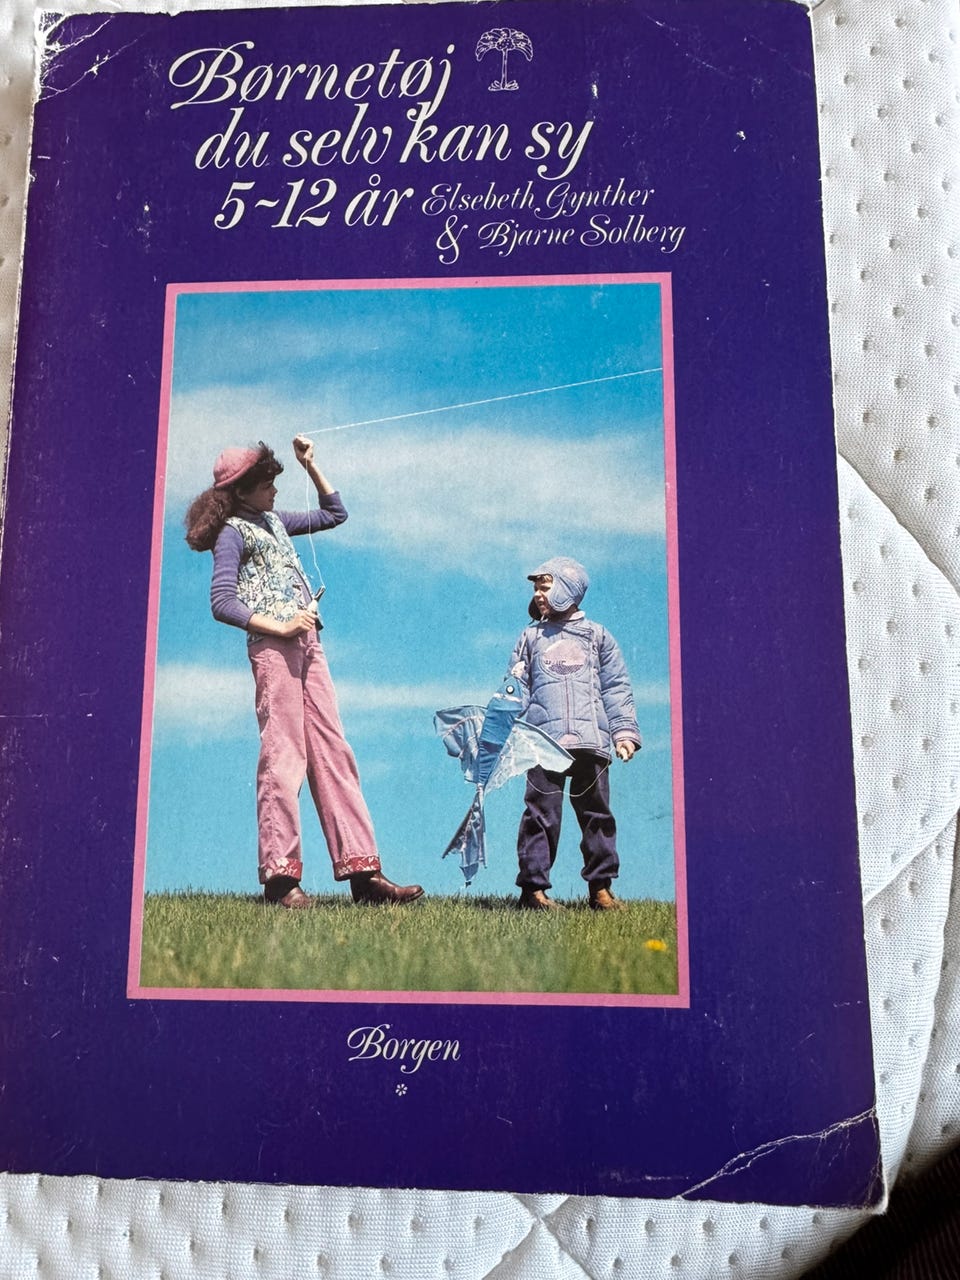 Børnetøj
du selv kan sy
5-12 år Elsebeth Gynther
& Bjarne Solberg
Borgen